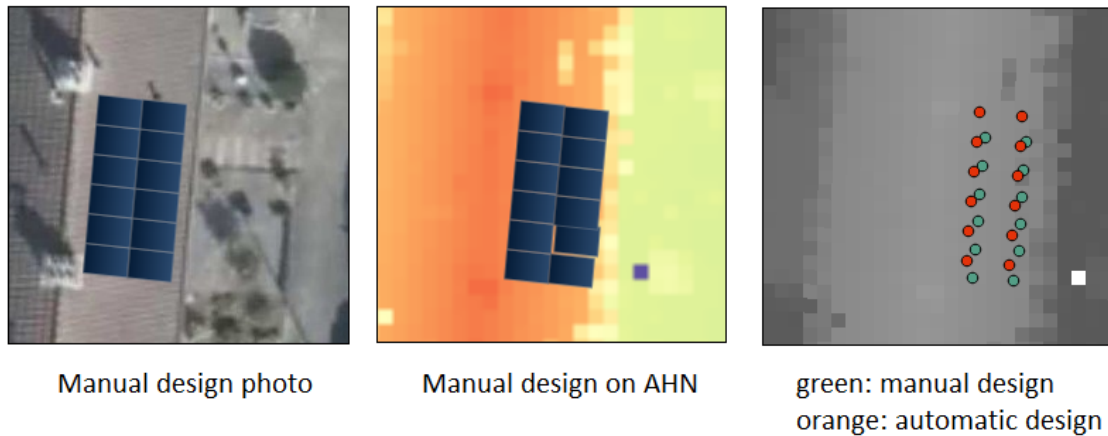 Manual design photo
Manual design on AHN
green: manual design
orange: automatic design